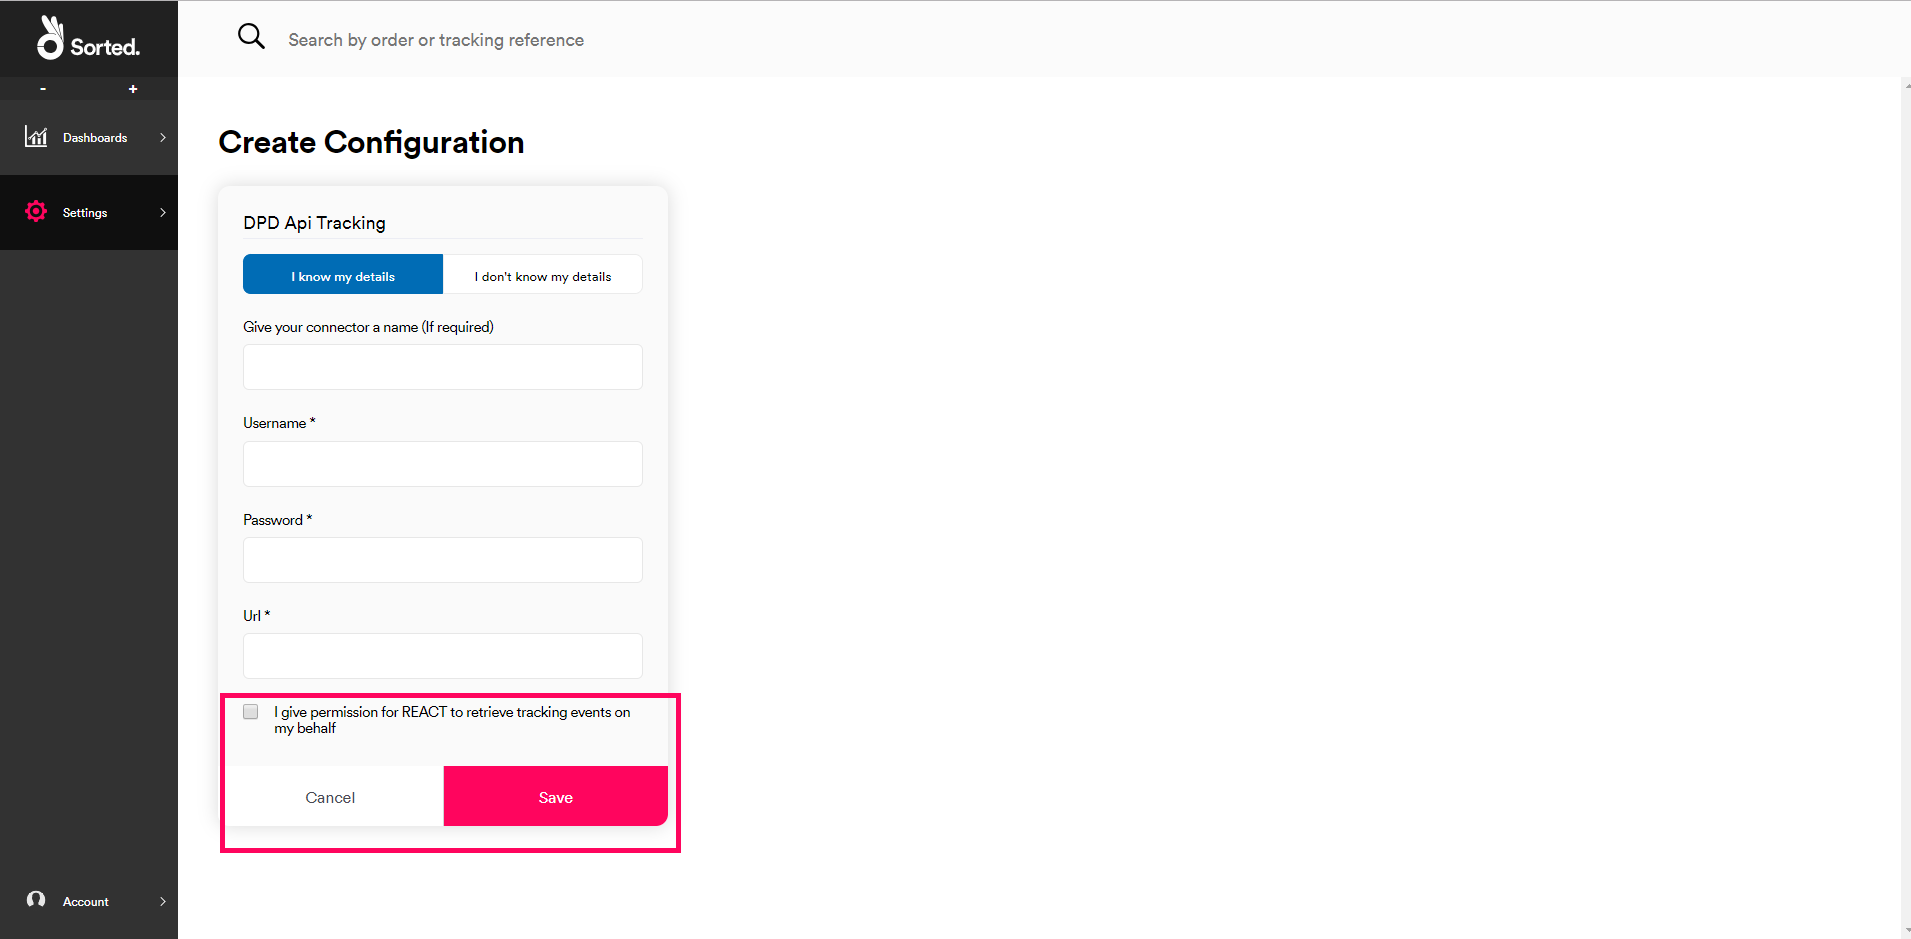 Sorted.
Search by order or tracking reference
- +
Dashboards
Settings
Create Configuration
DPD Api Tracking
I know my details
I don't know my details
Give your connector a name (If required)
Username *
Password *
Url *
I give permission for REACT to retrieve tracking events on
my behalf
Cancel
Save
Account